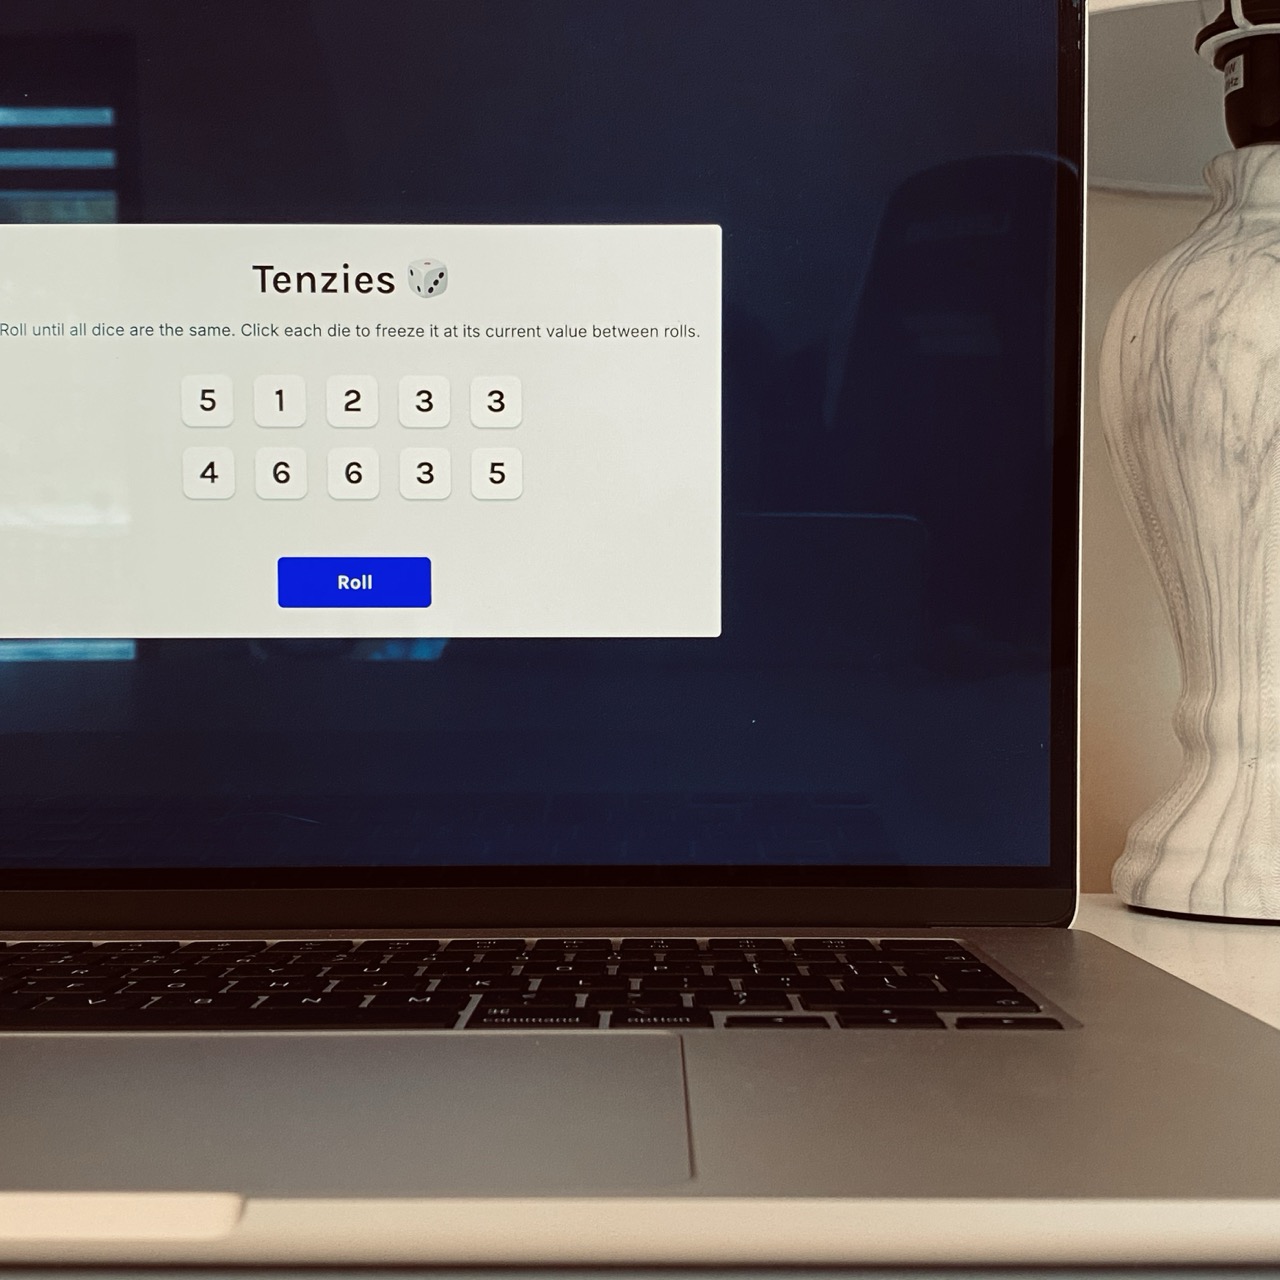 Tenzies
Roll until all dice are the same. Click each die to freeze it at its current value between rolls.
5 1 2 3 3
4 6 6 3 5
Roll
R T Y U I O P
F G H J K L
V B N M
command option